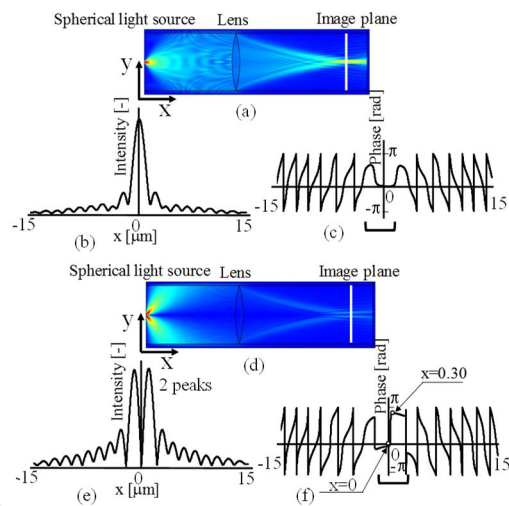 Spherical light source Lens Image plane
y
x
(a)
Intensity [-]
Phase [rad]
π
0
-π
-15 0 15
x [μm]
(b)
-15 15
(c)
Spherical light source Lens Image plane
y
x
(d)
Intensity [-]
2 peaks
Phase [rad]
x=0.30
π
0
-π
-15 0 15
x [μm]
(e)
-15 15
x=0
(f)